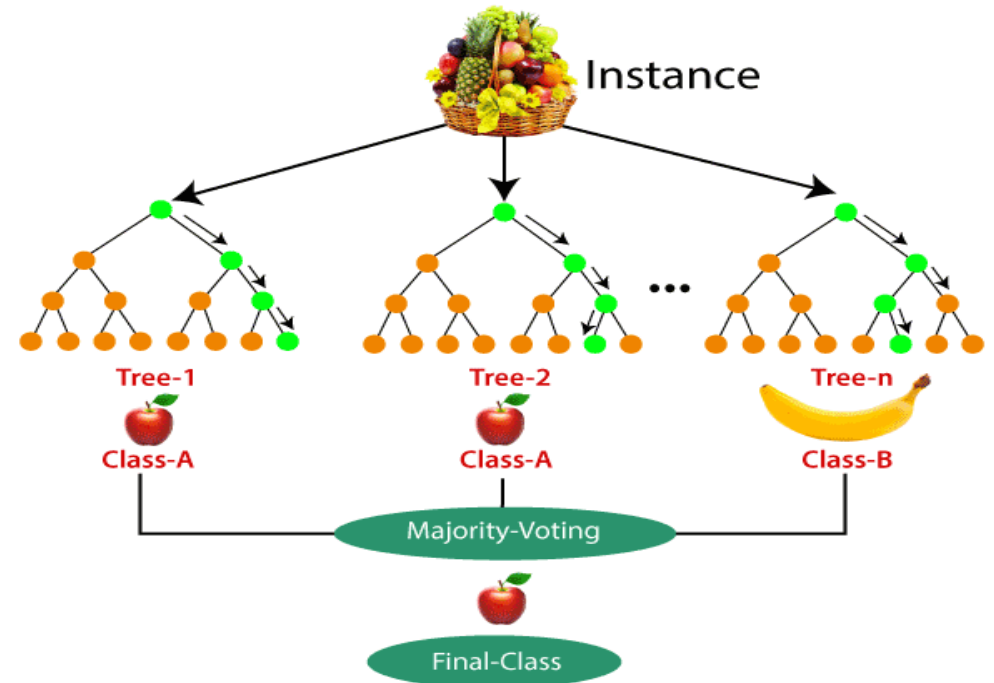 Instance
...
Tree-1
Tree-2
Tree-n
Class-A
Class-A
Class-B
Majority-Voting
Final-Class